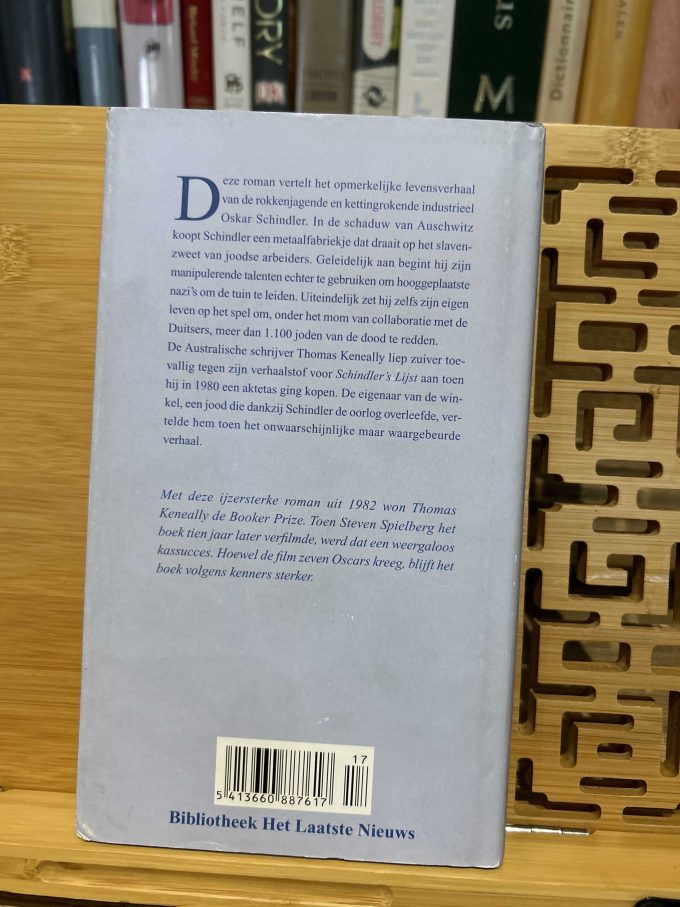 ELF
ORY
DK
us
M
Dictionnaire
Deze roman vertelt het opmerkelijke levensverhaal
van de rokkenjagende en kettingrokende industrieel
Oskar Schindler. In de schaduw van Auschwitz
koopt Schindler een metaalfabriekje dat draait op het slaven-
zweet van joodse arbeiders. Geleidelijk aan begint hij zijn
manipulerende talenten echter te gebruiken om hooggeplaatste
nazi's om de tuin te leiden. Uiteindelijk zet hij zelfs zijn eigen
leven op het spel om, onder het mom van collaboratie met de
Duitsers, meer dan 1.100 joden van de dood te redden.
De Australische schrijver Thomas Keneally liep zuiver toe-
vallig tegen zijn verhaalstof voor Schindler's Lijst aan toen
hij in 1980 een aktetas ging kopen. De eigenaar van de win-
kel, een jood die dankzij Schindler de oorlog overleefde, ver-
telde hem toen het onwaarschijnlijke maar waargebeurde
verhaal.
Met deze ijzersterke roman uit 1982 won Thomas
Keneally de Booker Prize. Toen Steven Spielberg het
boek tien jaar later verfilmde, werd dat een weergaloos
kassucces. Hoewel de film zeven Oscars kreeg, blijft het
boek volgens kenners sterker.
17
5 413660 887617
Bibliotheek Het Laatste Nieuws